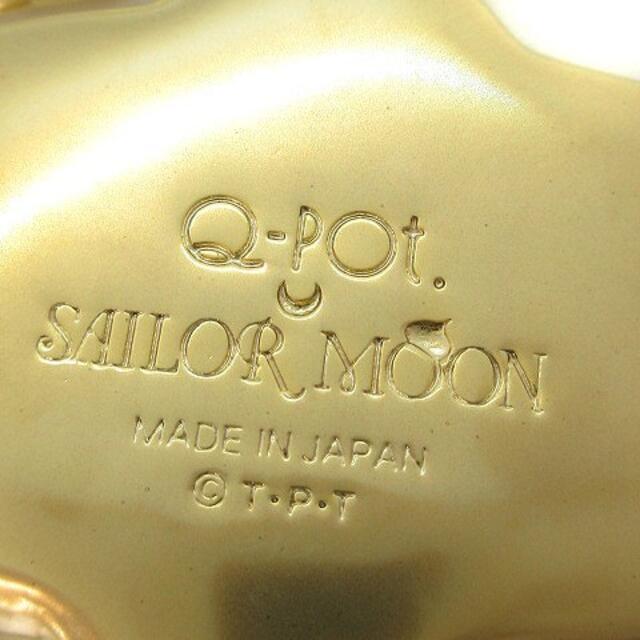 Q-POt.
SAILOR MOON
MADE IN JAPAN
© T•P•T